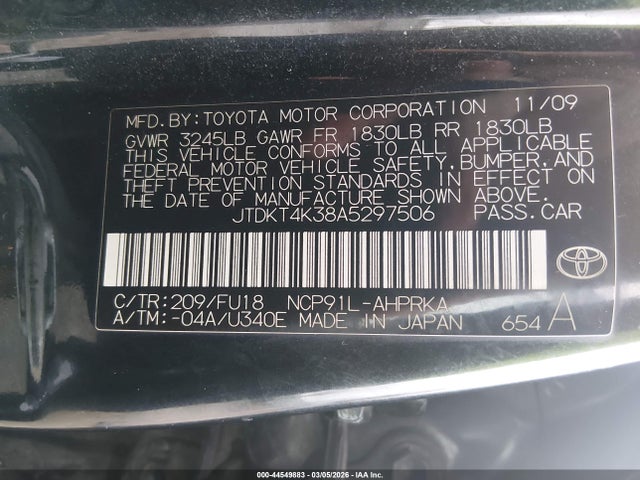 MFD.BY:TOYOTA MOTOR CORPORATION 11/09
GVWR 3245LB GAWR FR 1830LB RR 1830LB
THIS VEHICLE CONFORMS TO ALL APPLICABLE
FEDERAL MOTOR VEHICLE SAFETY,BUMPER,AND
THEFT PREVENTION STANDARDS IN EFFECT ON
THE DATE OF MANUFACTURE SHOWN ABOVE.
JTDKT4K38A5297506 PASS.CAR
C/TR:209/FU18 NCP91L-AHPRKA
A/TM:-04A/U340E MADE IN JAPAN 654 A
000-44549883 - 03/05/2026 - IAAI.com